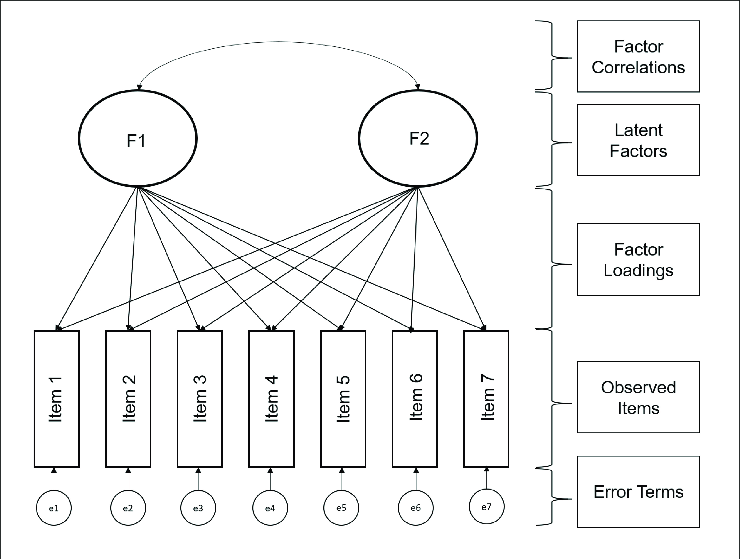 Factor
Correlations
F1
F2
Latent
Factors
Factor
Loadings
Item 1
Item 2
Item 3
Item 4
Item 5
Item 6
Item 7
Observed
Items
e1
e2
e3
e4
e5
e6
e7
Error Terms